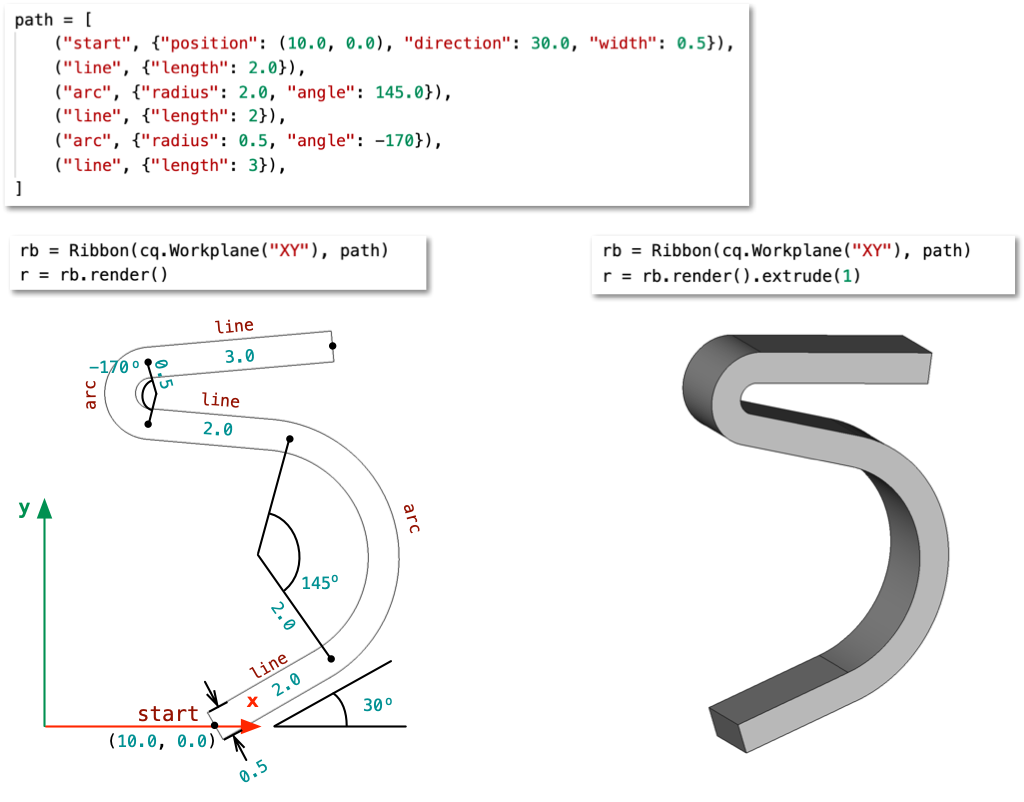 path = [
("start", {"position": (10.0, 0.0), "direction": 30.0, "width": 0.5}),
("line", {"length": 2.0}),
("arc", {"radius": 2.0, "angle": 145.0}),
("line", {"length": 2}),
("arc", {"radius": 0.5, "angle": -170}),
("line", {"length": 3}),
]
rb = Ribbon(cq.Workplane("XY"), path)
r = rb.render()
rb = Ribbon(cq.Workplane("XY"), path)
r = rb.render().extrude(1)
line
3.0
-170°
0.5
arc
line
2.0
y
arc
145°
2.0
line
2.0
x
start
30°
(10.0, 0.0)
0.5